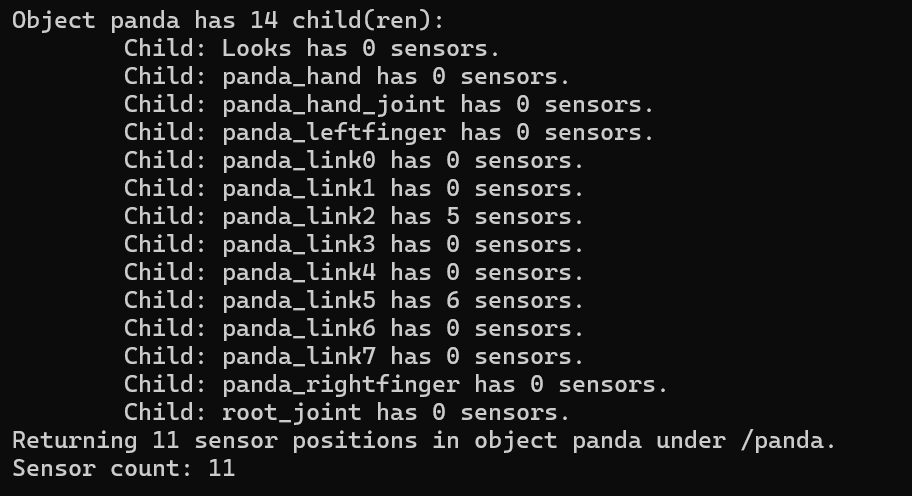 Object panda has 14 child(ren):
Child: Looks has 0 sensors.
Child: panda_hand has 0 sensors.
Child: panda_hand_joint has 0 sensors.
Child: panda_leftfinger has 0 sensors.
Child: panda_link0 has 0 sensors.
Child: panda_link1 has 0 sensors.
Child: panda_link2 has 5 sensors.
Child: panda_link3 has 0 sensors.
Child: panda_link4 has 0 sensors.
Child: panda_link5 has 6 sensors.
Child: panda_link6 has 0 sensors.
Child: panda_link7 has 0 sensors.
Child: panda_rightfinger has 0 sensors.
Child: root_joint has 0 sensors.
Returning 11 sensor positions in object panda under /panda.
Sensor count: 11